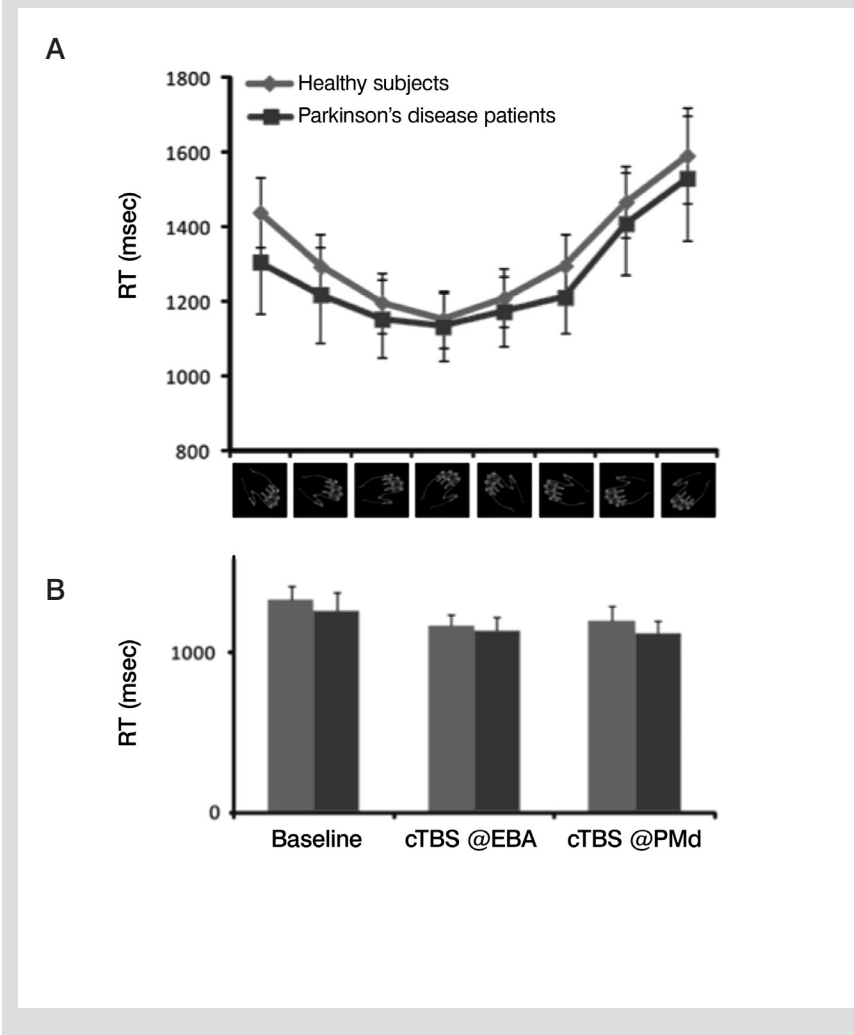 A
1800
1600
1400
1200
1000
800
RT (msec)
Healthy subjects
Parkinson’s disease patients
B
1000
0
RT (msec)
Baseline
cTBS @EBA
cTBS @PMd